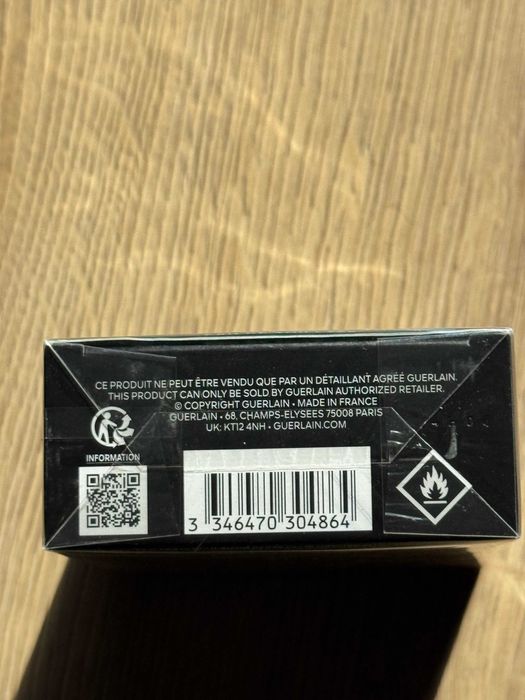 CE PRODUIT NE PEUT ÊTRE VENDU QUE PAR UN DÉTAILLANT AGRÉÉ GUERLAIN.
THIS PRODUCT CAN ONLY BE SOLD BY GUERLAIN AUTHORIZED RETAILER.
© COPYRIGHT GUERLAIN • MADE IN FRANCE
GUERLAIN • 68, CHAMPS-ELYSEES 75008 PARIS
UK: KT12 4NH • GUERLAIN.COM
INFORMATION
3 346470 304864